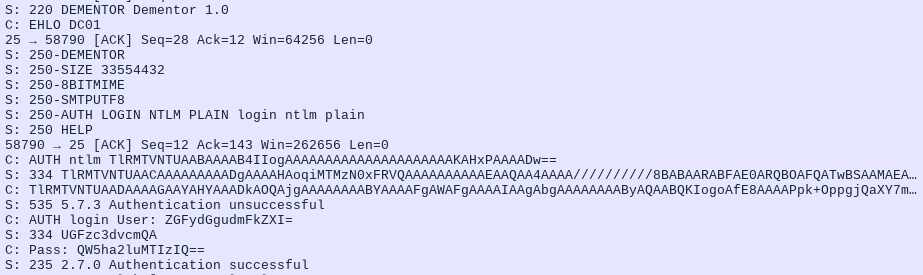 S: 220 DEMENTOR Dementor 1.0
C: EHLO DC01
25 → 58790 [ACK] Seq=28 Ack=12 Win=64256 Len=0
S: 250-DEMENTOR
S: 250-SIZE 33554432
S: 250-8BITMIME
S: 250-SMTPUTF8
S: 250-AUTH LOGIN NTLM PLAIN login ntlm plain
S: 250 HELP
58790 → 25 [ACK] Seq=12 Ack=143 Win=262656 Len=0
C: AUTH ntlm TlRMTVNTUAABAAAAB4IIogAAAAAAAAAAAAAAAAAAAAAKAHxPAAAADw==
S: 334 TlRMTVNTUAACAAAAAAAAADgAAAAHAoqiMTMzN0xFRVQAAAAAAAAAAEAAQAA4AAAA//////////8BABAARABFAE0ARQBOAFQATwBSAAMAEA…
C: TlRMTVNTUAADAAAAGAAYAHYAAADkAOQAjgAAAAAAAABYAAAAFgAWAFgAAAAIAAgAbgAAAAAAAAByAQAABQKIogoAfE8AAAAPpk+OppgjQaXY7m…
S: 535 5.7.3 Authentication unsuccessful
C: AUTH login User: ZGFydGgudmFkZXI=
S: 334 UGFzc3dvcmQA
C: Pass: QW5ha2luMTIzIQ==
S: 235 2.7.0 Authentication successful